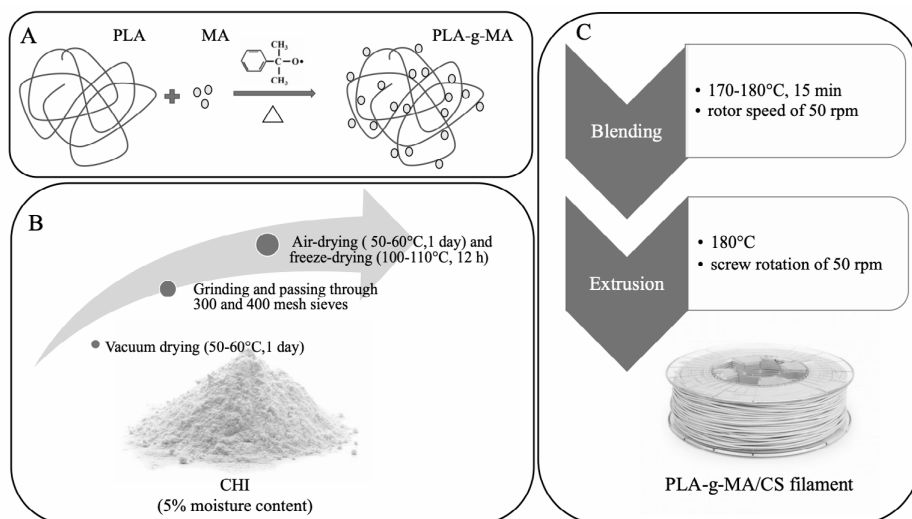 A
PLA
MA
PLA-g-MA
CH₃
C—O•
CH₃
B
Air-drying ( 50-60°C,1 day) and
freeze-drying (100-110°C, 12 h)
Grinding and passing through
300 and 400 mesh sieves
Vacuum drying (50-60°C,1 day)
CHI
(5% moisture content)
C
Blending
• 170-180°C, 15 min
• rotor speed of 50 rpm
Extrusion
• 180°C
• screw rotation of 50 rpm
PLA-g-MA/CS filament